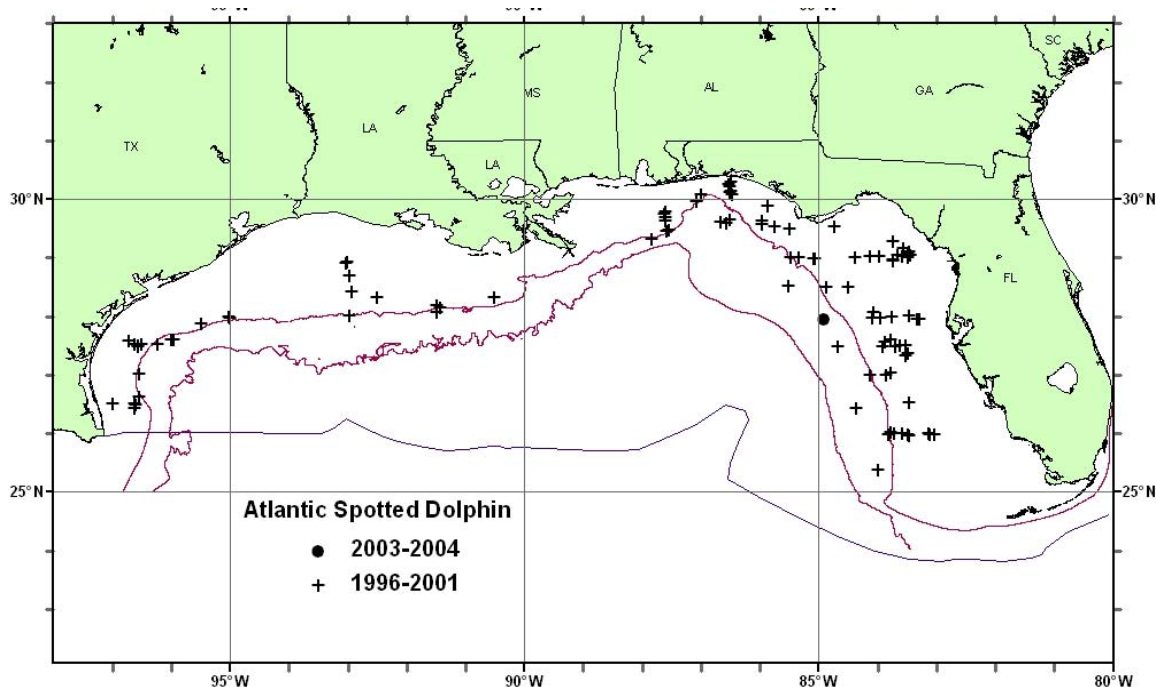 SC
MS
AL
GA
LA
TX
LA
30°N
30°N
FL
25°N
25°N
Atlantic Spotted Dolphin
2003-2004
1996-2001
95°W
90°W
85°W
80°W